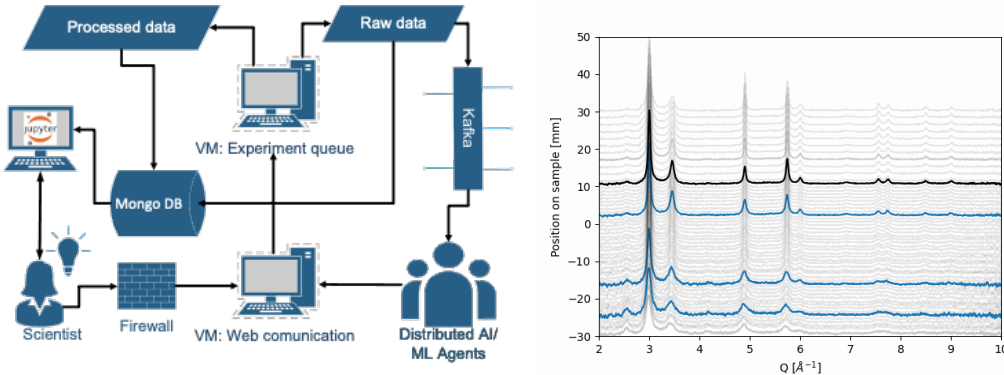 Processed data
Raw data
jupyter
VM: Experiment queue
Kafka
Mongo DB
Scientist
Firewall
VM: Web comunication
Distributed AI/
ML Agents
Position on sample [mm]
50
40
30
20
10
0
−10
−20
−30
2
3
4
5
6
7
8
9
10
Q [Å⁻¹]